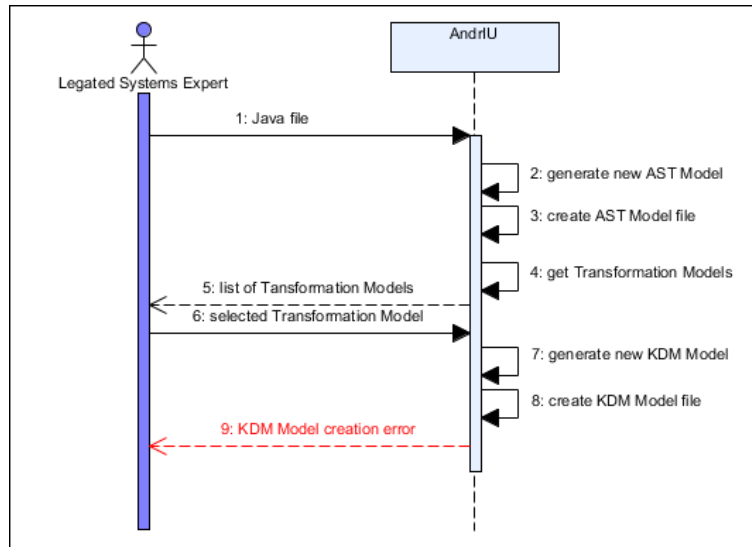 AndrIU
Legated Systems Expert
1: Java file
2: generate new AST Model
3: create AST Model file
4: get Transformation Models
5: list of Tansformation Models
6: selected Transformation Model
7: generate new KDM Model
8: create KDM Model file
9: KDM Model creation error